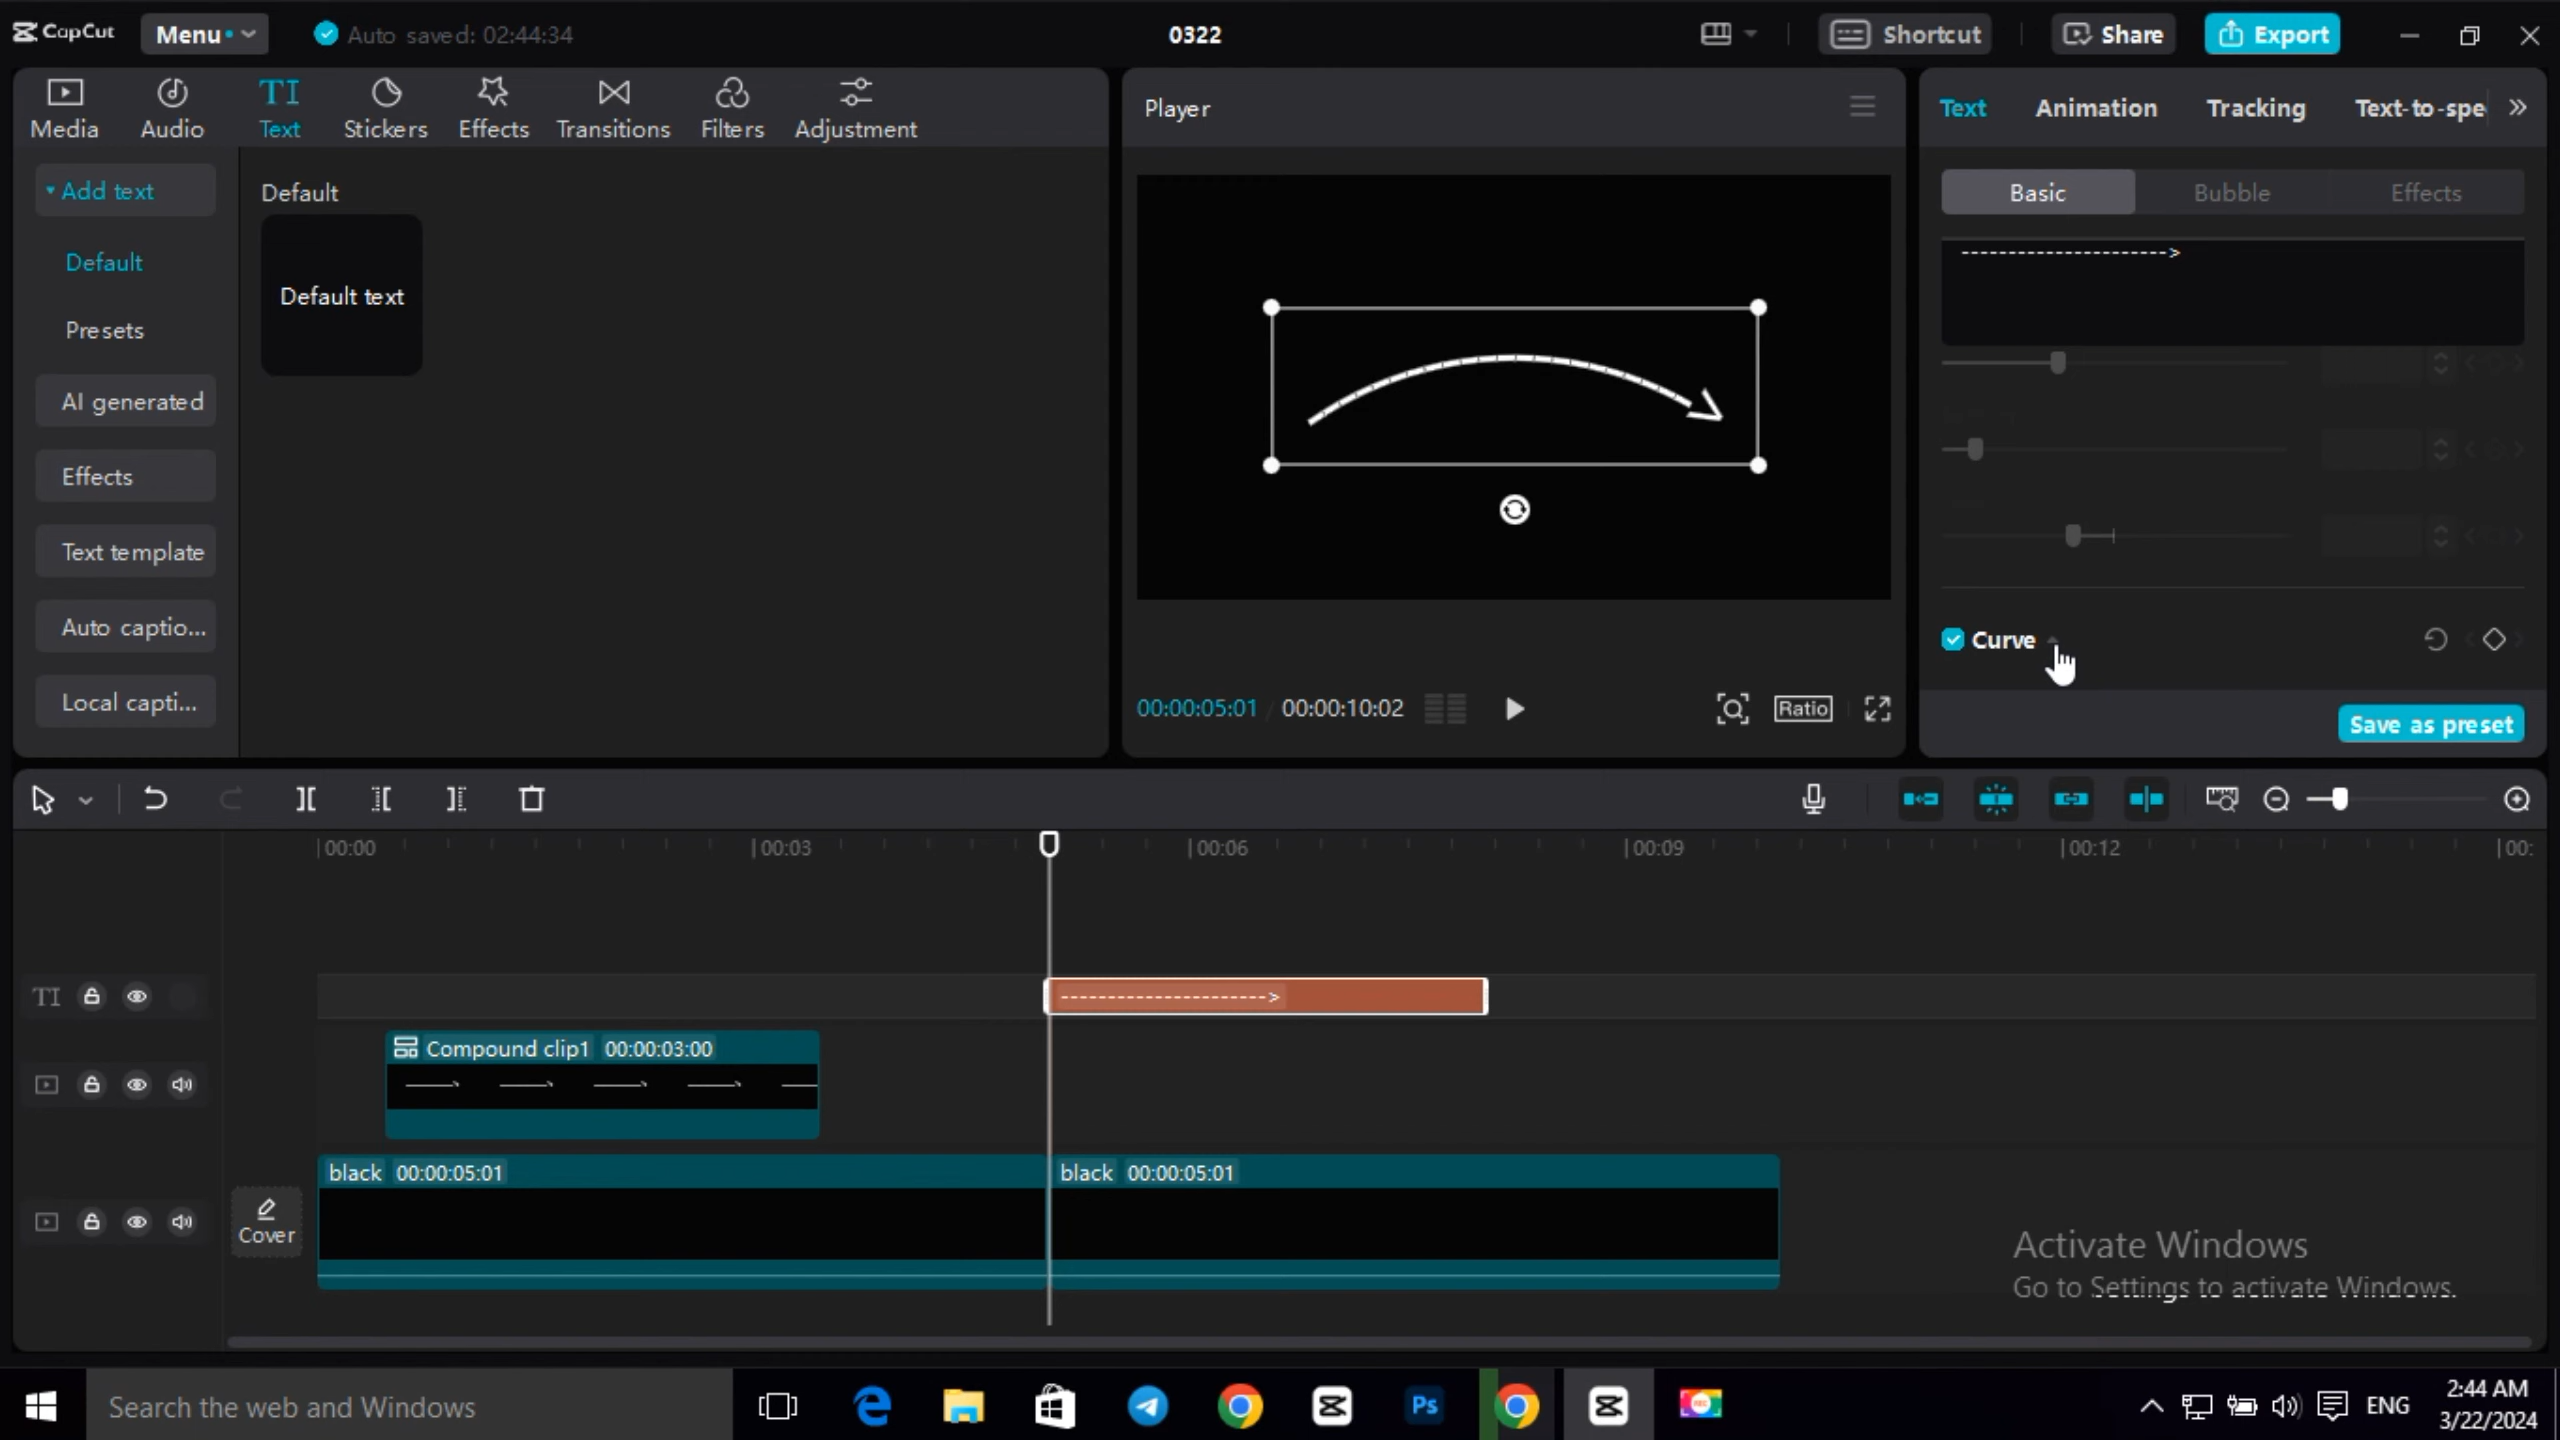 CapCut
Menu
Auto saved: 02:44:34
0322
Shortcut
Share
Export
Media
Audio
TI
Text
Stickers
Effects
Transitions
Filters
Adjustment
Player
Text
Animation
Tracking
Text-to-spe
Add text
Default
Presets
AI generated
Effects
Text template
Auto captio...
Local capti...
Default
Default text
00:00:05:01 / 00:00:10:02
Ratio
Basic
Bubble
Effects
---------------------->
Curve
Save as preset
00:00
00:03
00:06
00:09
00:12
00:
TI
---------------------->
Compound clip1 00:00:03:00
black 00:00:05:01
black 00:00:05:01
Cover
Activate Windows
Go to Settings to activate Windows.
Search the web and Windows
Ps
ENG
2:44 AM
3/22/2024